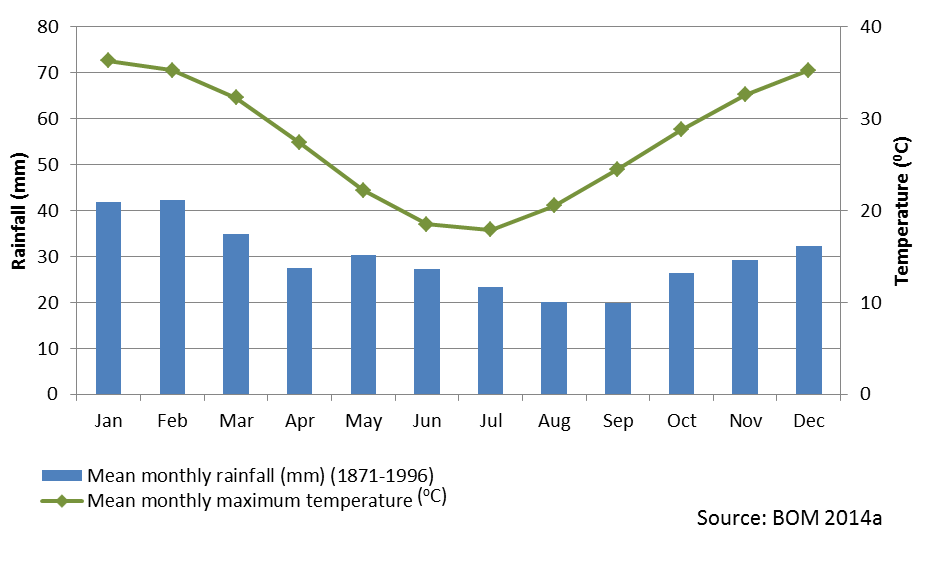 80
70
60
50
40
30
20
10
0
Rainfall (mm)
40
30
20
10
0
Temperature (⁰C)
Jan Feb Mar Apr May Jun Jul Aug Sep Oct Nov Dec
Mean monthly rainfall (mm) (1871-1996)
Mean monthly maximum temperature (⁰C)
Source: BOM 2014a